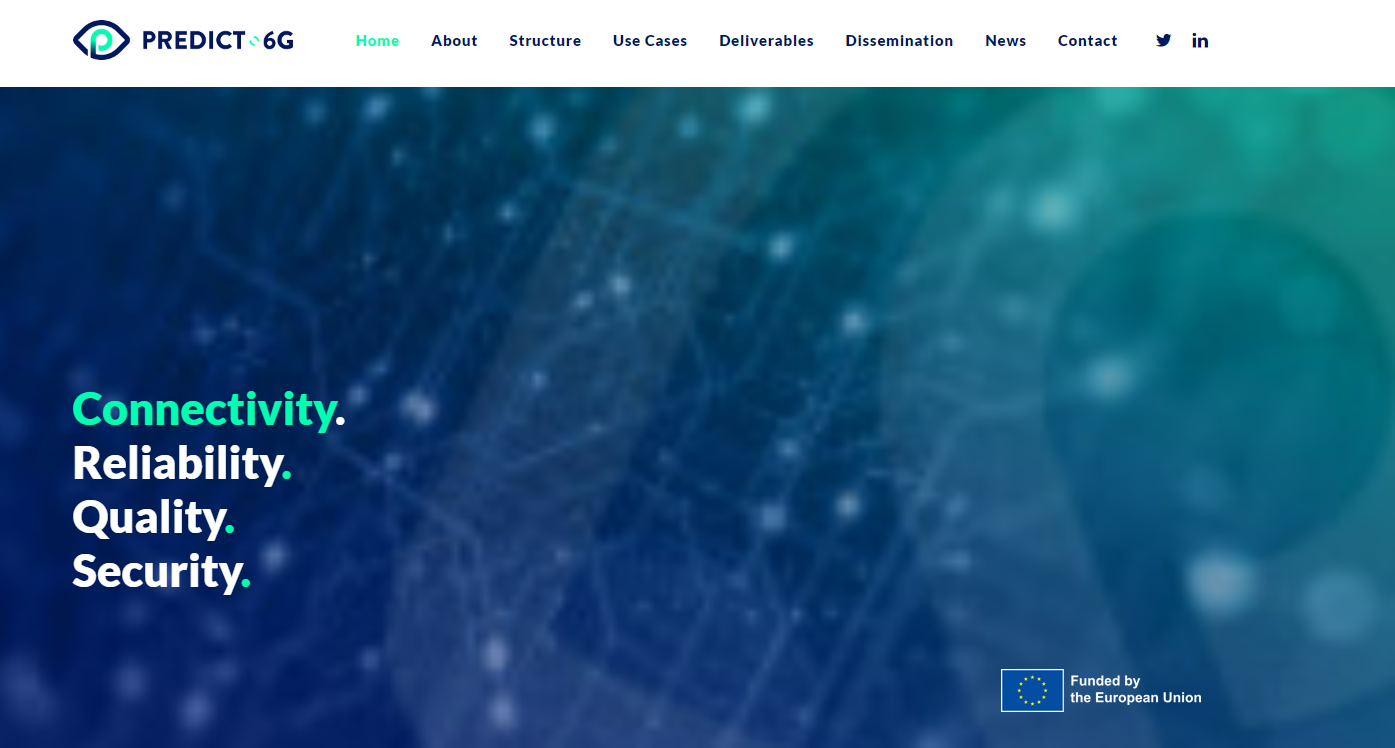 PREDICT 6G
Home About Structure Use Cases Deliverables Dissemination News Contact
Connectivity.
Reliability.
Quality.
Security.
Funded by
the European Union